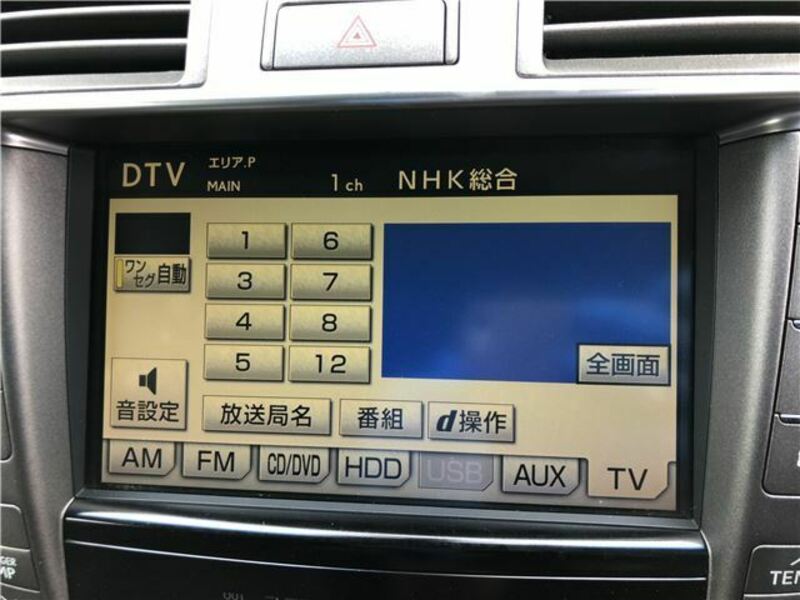 DTV エリア.P MAIN 1ch NHK総合
ワンセグ自動
1 6
3 7
4 8
5 12
全画面
音設定
放送局名 番組 d操作
AM FM CD/DVD HDD USB AUX TV